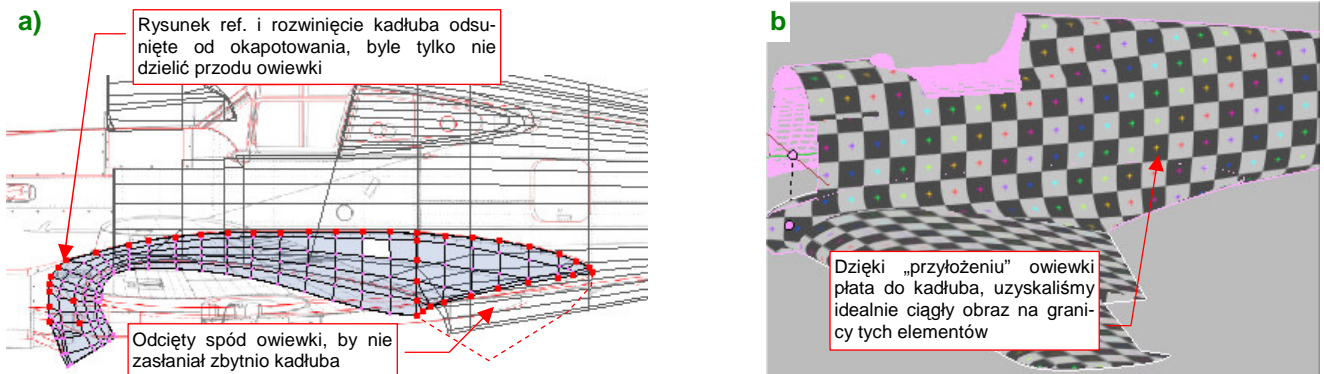 a)
Rysunek ref. i rozwinięcie kadłuba odsu-
nięte od okapotowania, byle tylko nie
dzielić przodu owiewki
Odcięty spód owiewki, by nie
zasłaniał zbytnio kadłuba
b
Dzięki „przyłożeniu” owiewki
płata do kadłuba, uzyskaliśmy
idealnie ciągły obraz na grani-
cy tych elementów